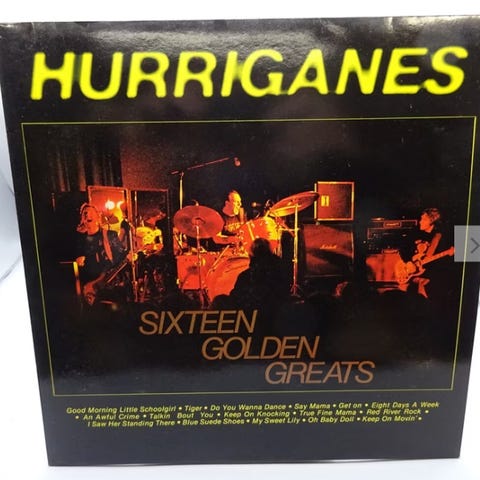 HURRIGANES
SIXTEEN
GOLDEN
GREATS
Good Morning Little Schoolgirl • Tiger • Do You Wanna Dance • Say Mama • Get on • Eight Days A Week
• An Awful Crime • Talkin' Bout You • Keep On Knocking • True Fine Mama • Red River Rock •
I Saw Her Standing There • Blue Suede Shoes • My Sweet Lily • Oh Baby Doll • Keep On Movin' •